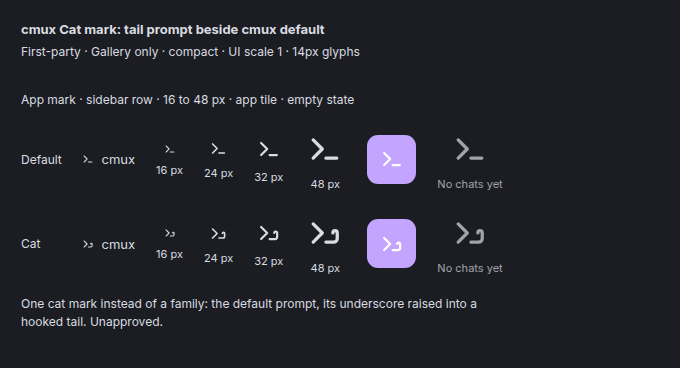 cmux Cat mark: tail prompt beside cmux default
First-party · Gallery only · compact · UI scale 1 · 14px glyphs
App mark · sidebar row · 16 to 48 px · app tile · empty state
Default cmux 16 px 24 px 32 px 48 px No chats yet
Cat cmux 16 px 24 px 32 px 48 px No chats yet
One cat mark instead of a family: the default prompt, its underscore raised into a
hooked tail. Unapproved.